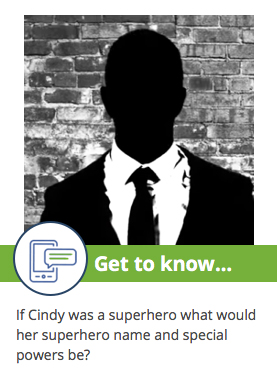 Get to know...
If Cindy was a superhero what would
her superhero name and special
powers be?